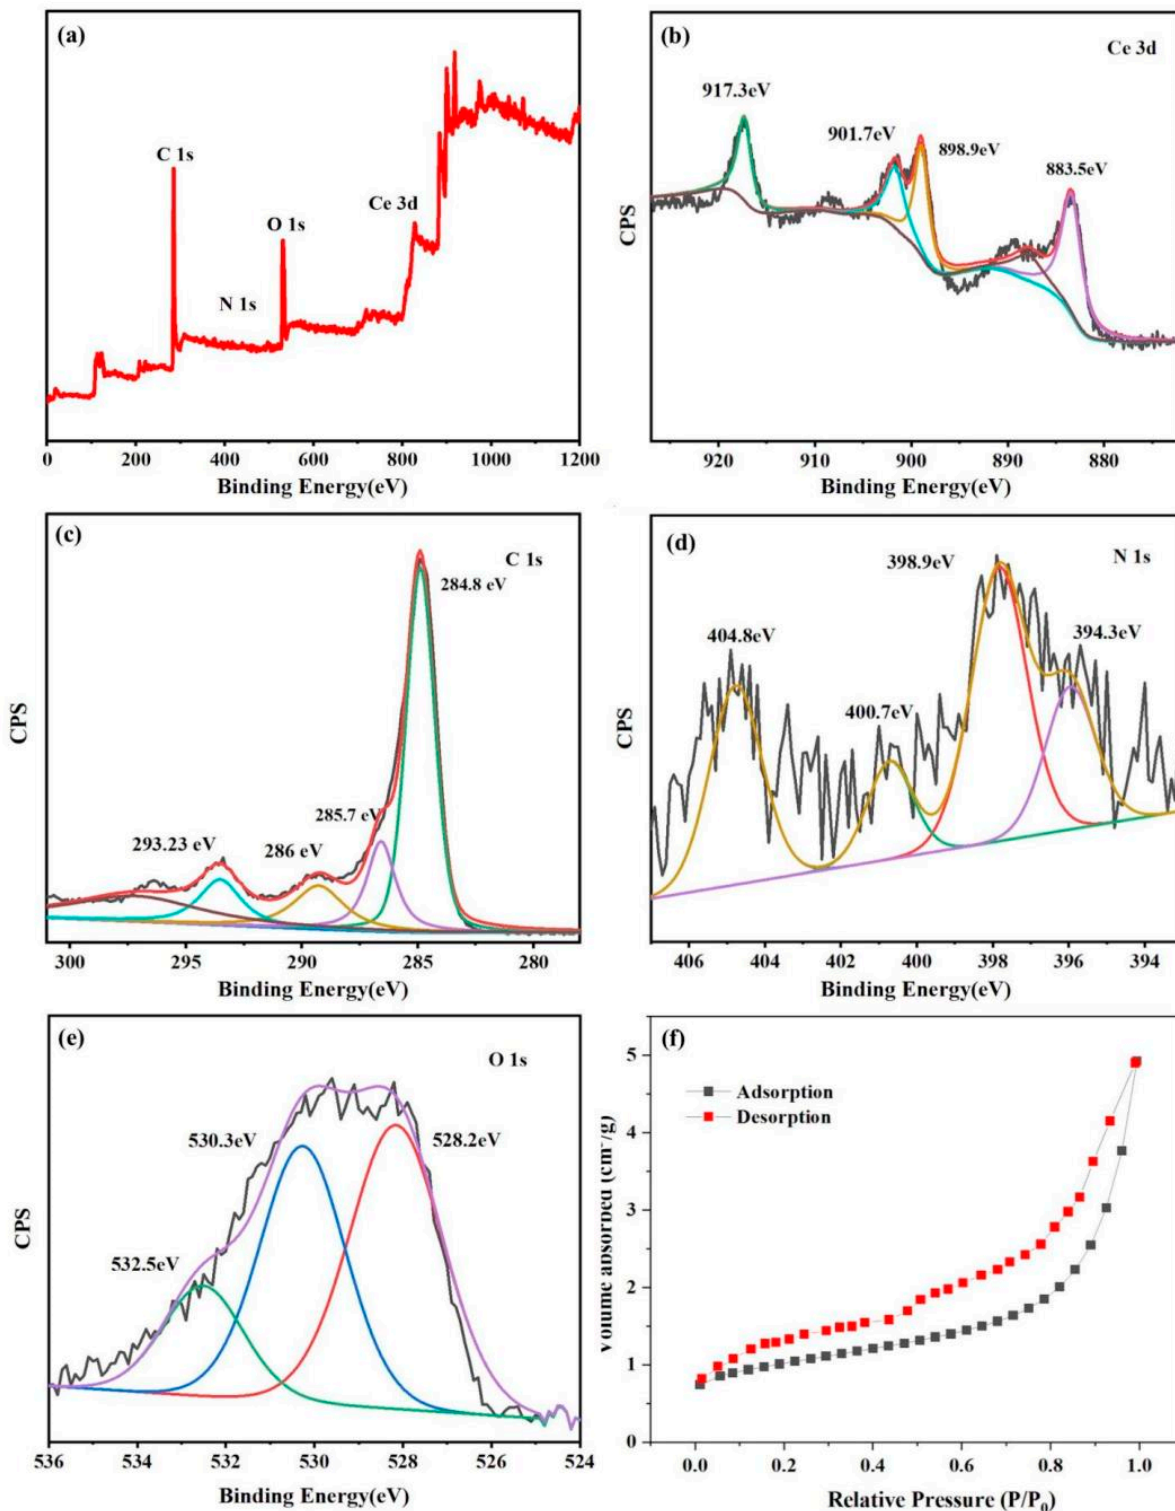 (a)
C 1s
O 1s
Ce 3d
N 1s
0 200 400 600 800 1000 1200
Binding Energy(eV)
(b)
Ce 3d
917.3eV
901.7eV
898.9eV
883.5eV
CPS
920 910 900 890 880
Binding Energy(eV)
(c)
C 1s
284.8 eV
285.7 eV
293.23 eV
286 eV
CPS
300 295 290 285 280
Binding Energy(eV)
(d)
398.9eV
N 1s
404.8eV
394.3eV
400.7eV
CPS
406 404 402 400 398 396 394
Binding Energy(eV)
(e)
O 1s
530.3eV
528.2eV
532.5eV
CPS
536 534 532 530 528 526 524
Binding Energy(eV)
(f)
5
Adsorption
Desorption
4
3
2
1
0
volume absorbed
0.0 0.2 0.4 0.6 0.8 1.0
Relative Pressure (P/P₀)